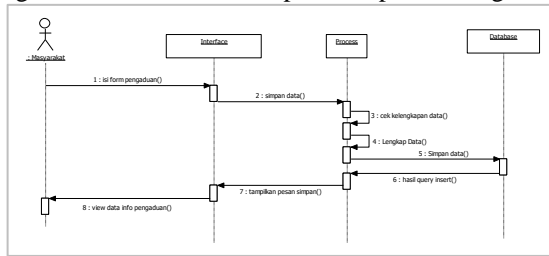 Interface
Process
Database
: Masyarakat
1 : isi form pengaduan()
2 : simpan data()
3 : cek kelengkapan data()
4 : Lengkap Data()
5 : Simpan data()
6 : hasil query insert()
7 : tampilkan pesan simpan()
8 : view data info pengaduan()